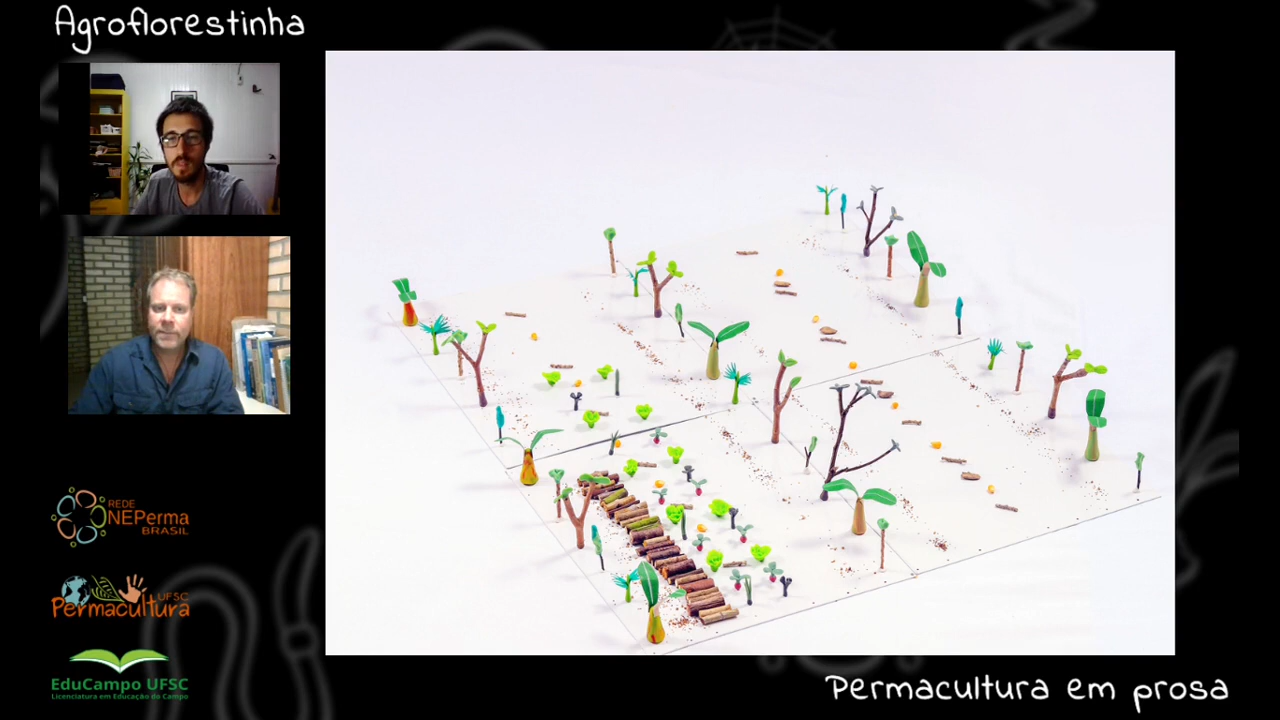 Agroflorestinha
REDE
NEPerma
BRASIL
UFSC
Permacultura
EduCampo UFSC
Licenciatura em Educação do Campo
Permacultura em prosa